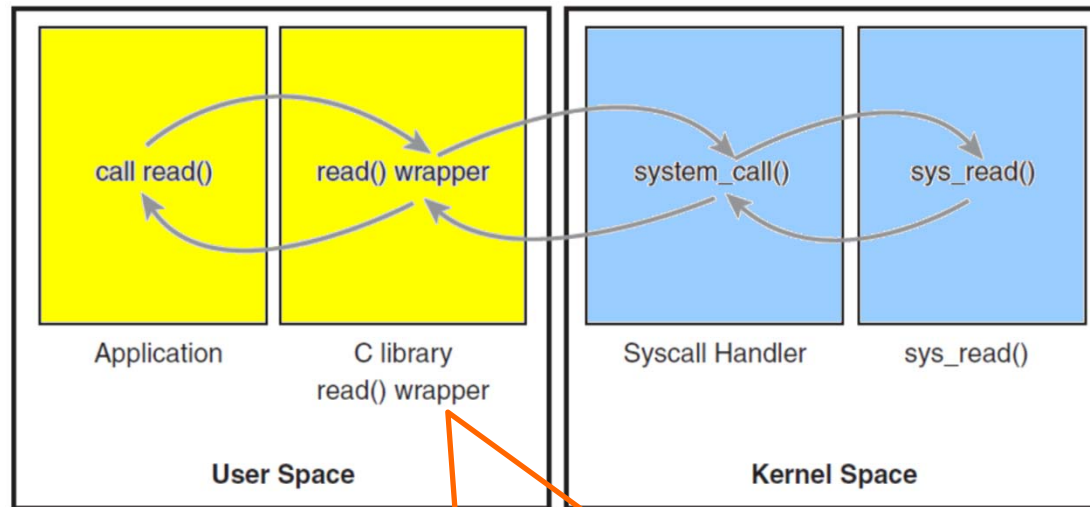 call read()
read() wrapper
system_call()
sys_read()
Application
C library
read() wrapper
Syscall Handler
sys_read()
User Space
Kernel Space